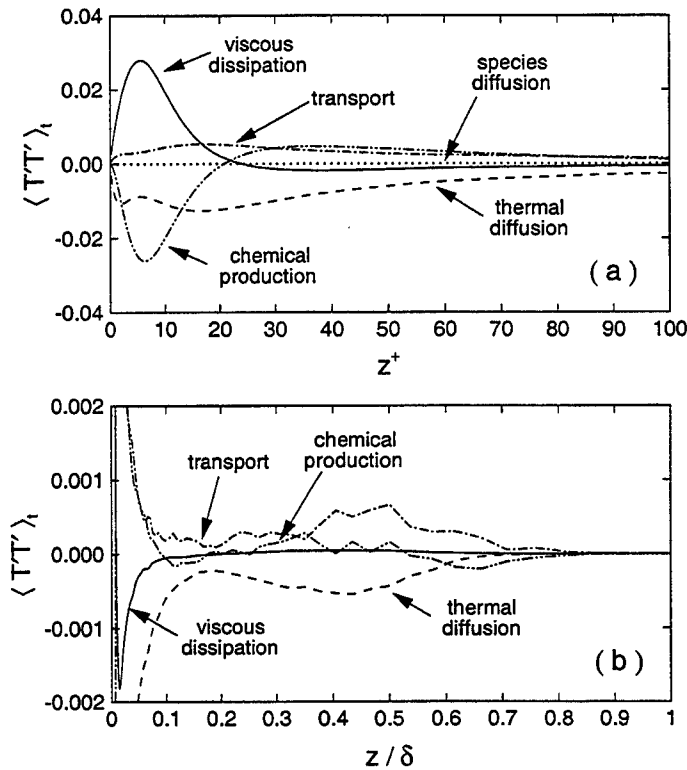 0.04
0.02
0.00
-0.02
-0.04
⟨ T'T' ⟩t
viscous
dissipation
transport
species
diffusion
thermal
diffusion
chemical
production
(a)
0 10 20 30 40 50 60 70 80 90 100
z+
0.002
0.001
0.000
-0.001
-0.002
⟨ T'T' ⟩t
transport
chemical
production
viscous
dissipation
thermal
diffusion
(b)
0 0.1 0.2 0.3 0.4 0.5 0.6 0.7 0.8 0.9 1
z / δ